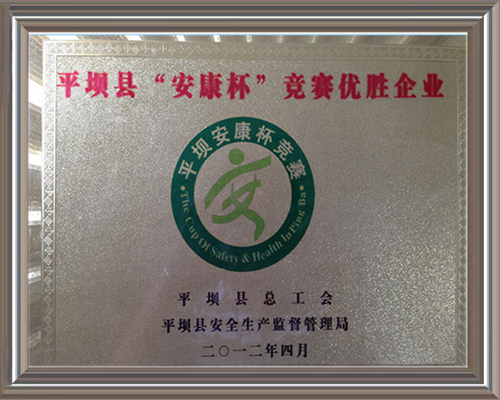 平坝县“安康杯”竞赛优胜企业
平坝安康杯竞赛
The Cup Of Safety & Health In Ping Ba
平坝县总工会
平坝县安全生产监督管理局
二〇一二年四月